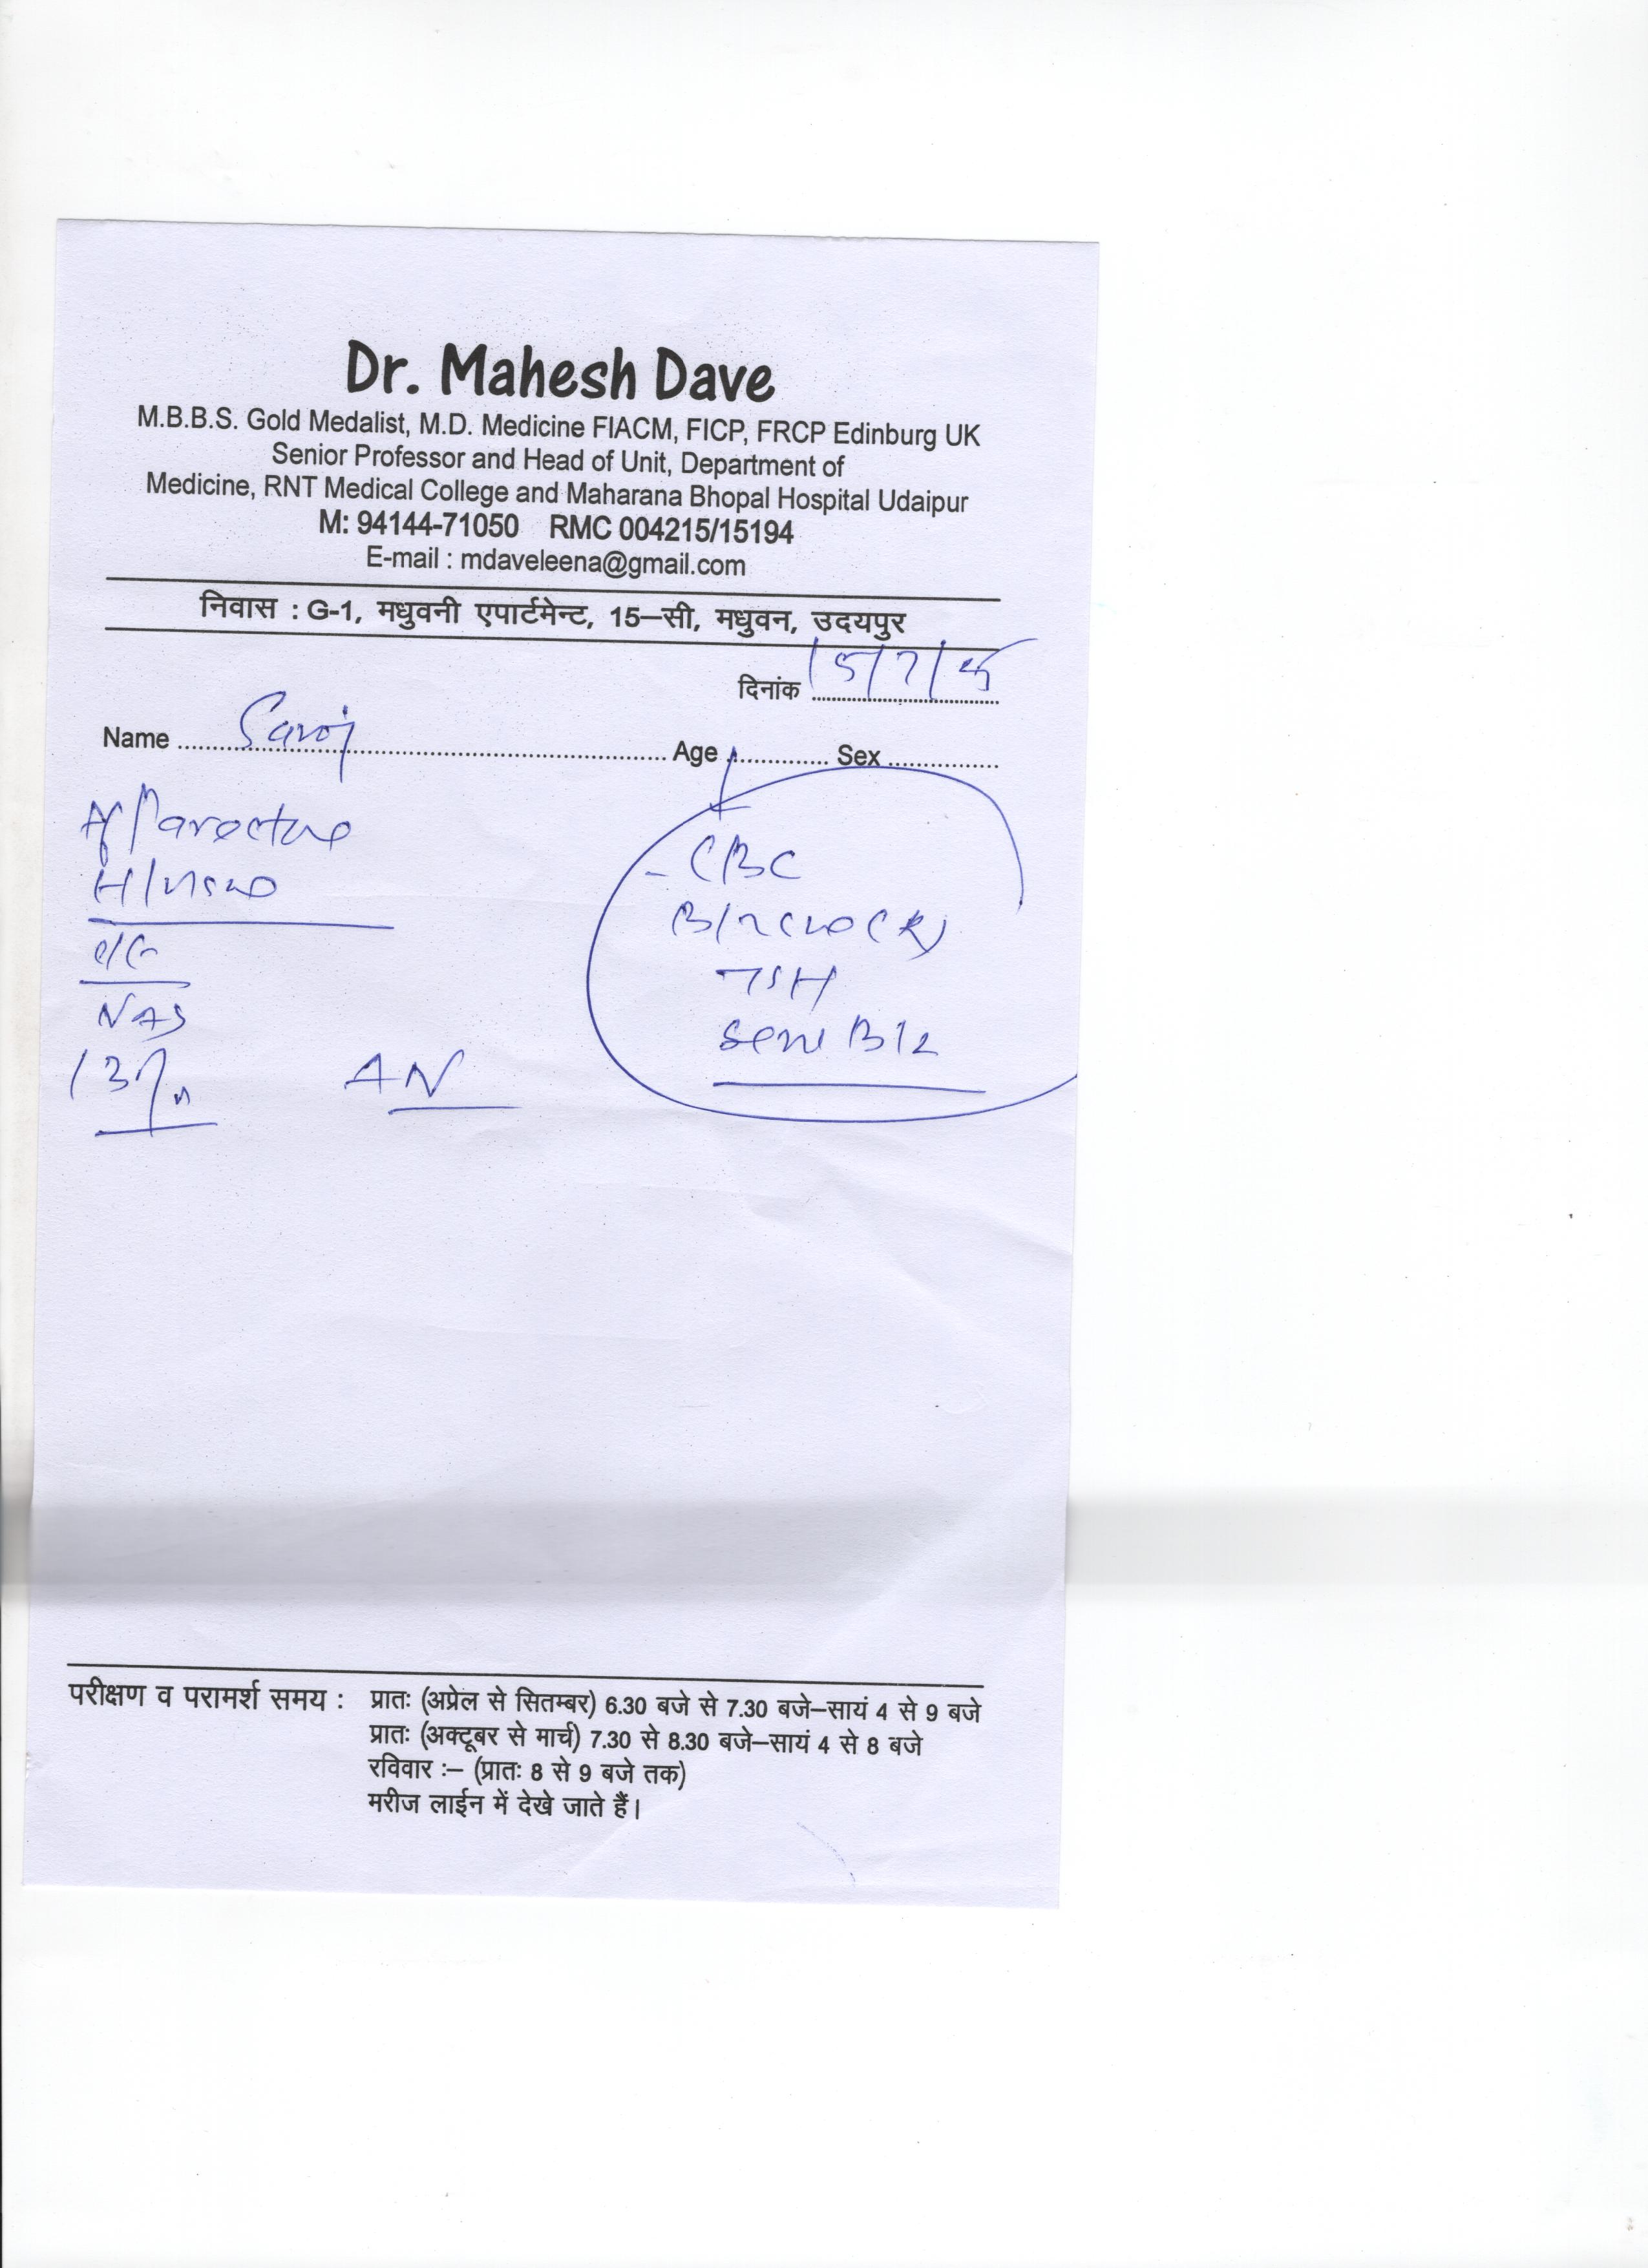 Dr. Mahesh Dave
M.B.B.S. Gold Medalist, M.D. Medicine FIACM, FICP, FRCP Edinburg UK
Senior Professor and Head of Unit, Department of
Medicine, RNT Medical College and Maharana Bhopal Hospital Udaipur
M: 94144-71050 RMC 004215/15194
E-mail : mdaveleena@gmail.com
निवास : G-1, मधुवनी एपार्टमेन्ट, 15–सी, मधुवन, उदयपुर
दिनांक 15/7/25
Name Saroj Age Sex
CBC
TSH
B12
AN
परीक्षण व परामर्श समय : प्रातः (अप्रेल से सितम्बर) 6.30 बजे से 7.30 बजे–सायं 4 से 9 बजे
प्रातः (अक्टूबर से मार्च) 7.30 से 8.30 बजे–सायं 4 से 8 बजे
रविवार :– (प्रातः 8 से 9 बजे तक)
मरीज लाईन में देखे जाते हैं।